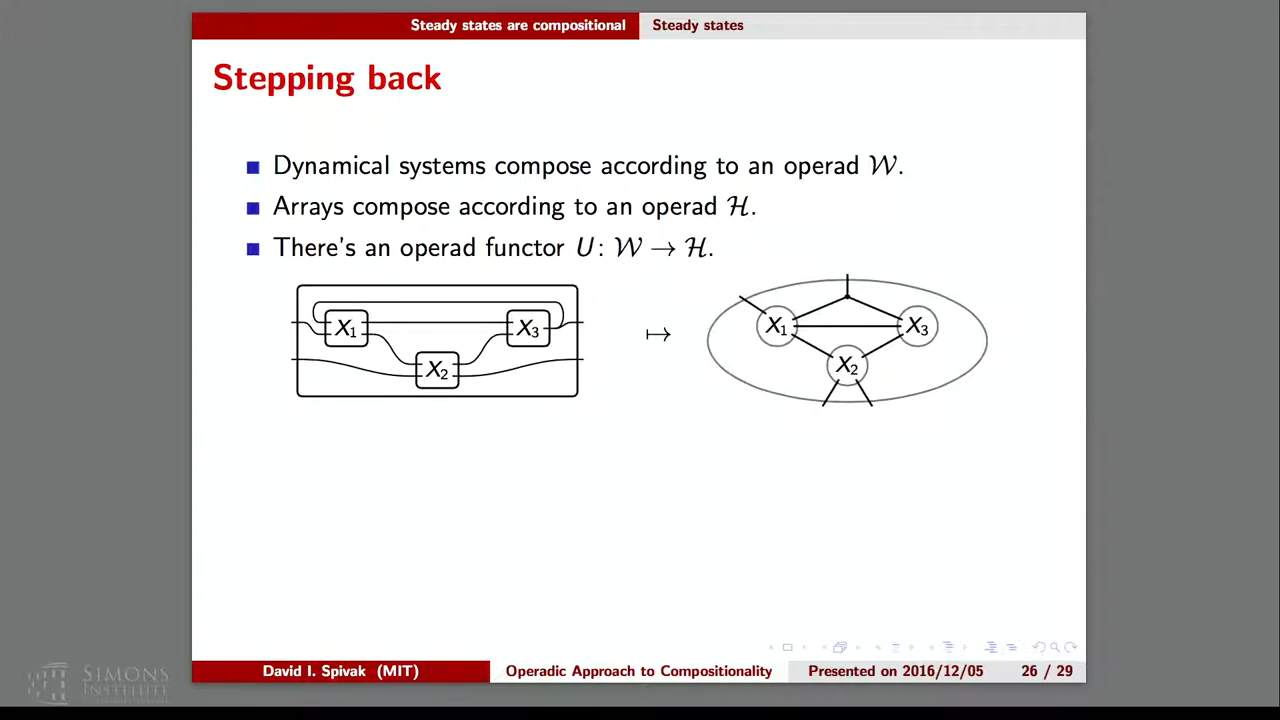 Steady states are compositional Steady states
Stepping back
Dynamical systems compose according to an operad 𝒲.
Arrays compose according to an operad ℋ.
There's an operad functor U: 𝒲 → ℋ.
X₁ X₃ ↦ X₁ X₃
X₂ X₂
SIMONS
INSTITUTE
David I. Spivak (MIT) Operadic Approach to Compositionality Presented on 2016/12/05 26 / 29